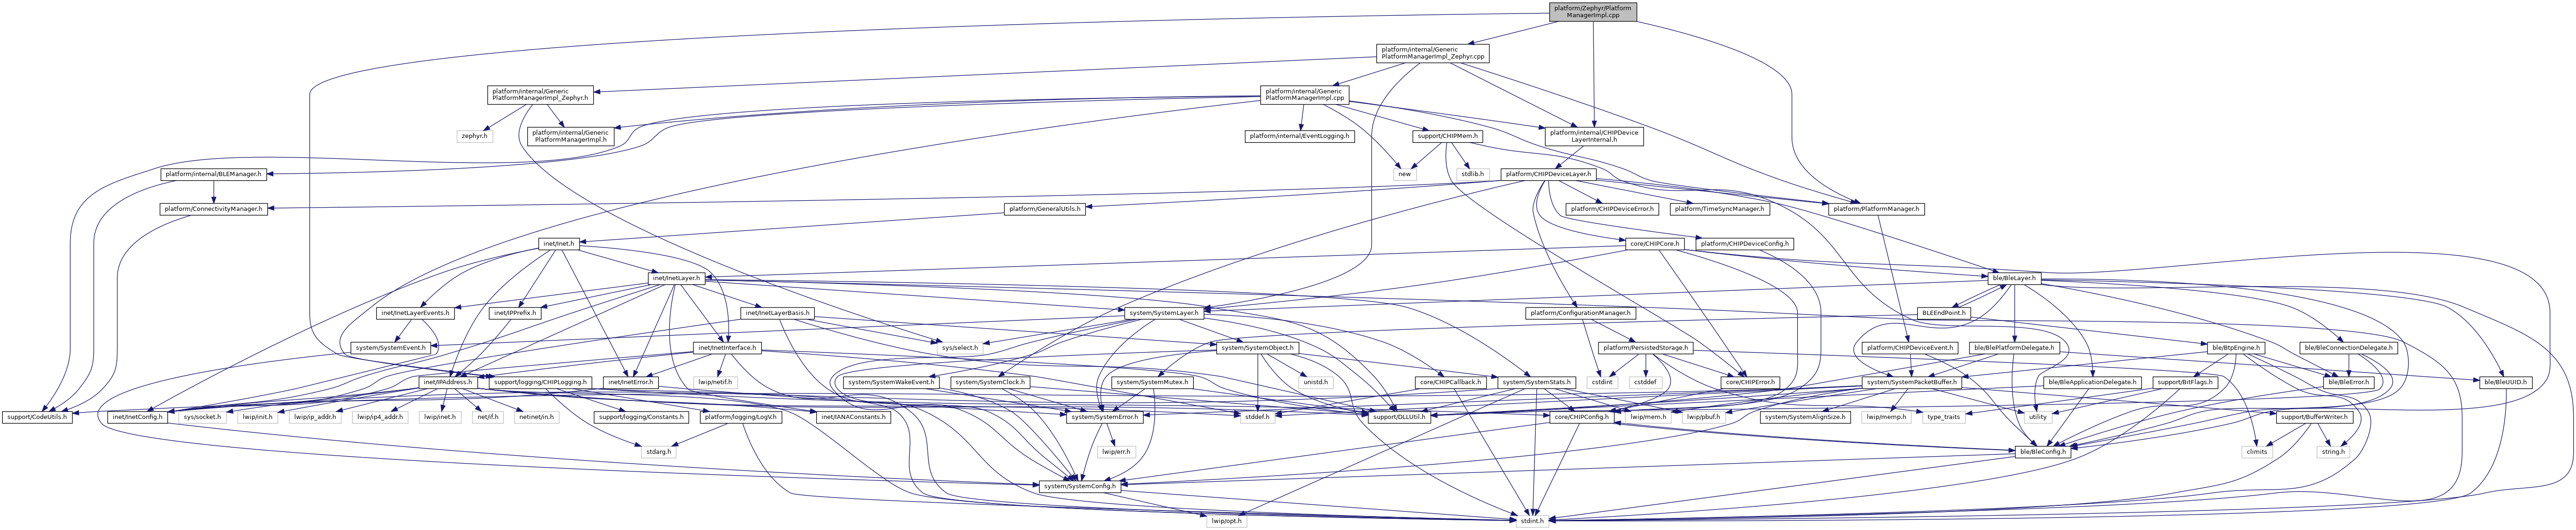 platform/Zephyr/Platform
ManagerImpl.cpp
platform/internal/Generic
PlatformManagerImpl_Zephyr.cpp
platform/internal/Generic
PlatformManagerImpl_Zephyr.h
platform/internal/Generic
PlatformManagerImpl.cpp
zephyr.h
platform/internal/Generic
PlatformManagerImpl.h
platform/internal/EventLogging.h
support/CHIPMem.h
platform/internal/CHIPDevice
LayerInternal.h
platform/internal/BLEManager.h
new
stdlib.h
platform/CHIPDeviceLayer.h
platform/ConnectivityManager.h
platform/GeneralUtils.h
platform/CHIPDeviceError.h
platform/TimeSyncManager.h
platform/PlatformManager.h
inet/Inet.h
core/CHIPCore.h
platform/CHIPDeviceConfig.h
inet/InetLayer.h
ble/BleLayer.h
inet/InetLayerEvents.h
inet/IPPrefix.h
inet/InetLayerBasis.h
system/SystemLayer.h
platform/ConfigurationManager.h
BLEEndPoint.h
system/SystemEvent.h
inet/InetInterface.h
sys/select.h
system/SystemObject.h
platform/PersistedStorage.h
platform/CHIPDeviceEvent.h
ble/BlePlatformDelegate.h
ble/BtpEngine.h
ble/BleConnectionDelegate.h
inet/IPAddress.h
support/logging/CHIPLogging.h
inet/InetError.h
lwip/netif.h
system/SystemWakeEvent.h
system/SystemClock.h
system/SystemMutex.h
unistd.h
core/CHIPCallback.h
system/SystemStats.h
cstdint
cstddef
core/CHIPError.h
system/SystemPacketBuffer.h
ble/BleApplicationDelegate.h
support/BitFlags.h
ble/BleError.h
ble/BleUUID.h
support/CodeUtils.h
inet/InetConfig.h
sys/socket.h
lwip/init.h
lwip/ip_addr.h
lwip/ip4_addr.h
lwip/inet.h
net/if.h
netinet/in.h
support/logging/Constants.h
platform/logging/LogV.h
inet/IANAConstants.h
system/SystemError.h
stddef.h
support/DLLUtil.h
core/CHIPConfig.h
lwip/mem.h
lwip/pbuf.h
system/SystemAlignSize.h
lwip/memp.h
type_traits
utility
support/BufferWriter.h
stdarg.h
lwip/err.h
ble/BleConfig.h
climits
string.h
system/SystemConfig.h
lwip/opt.h
stdint.h